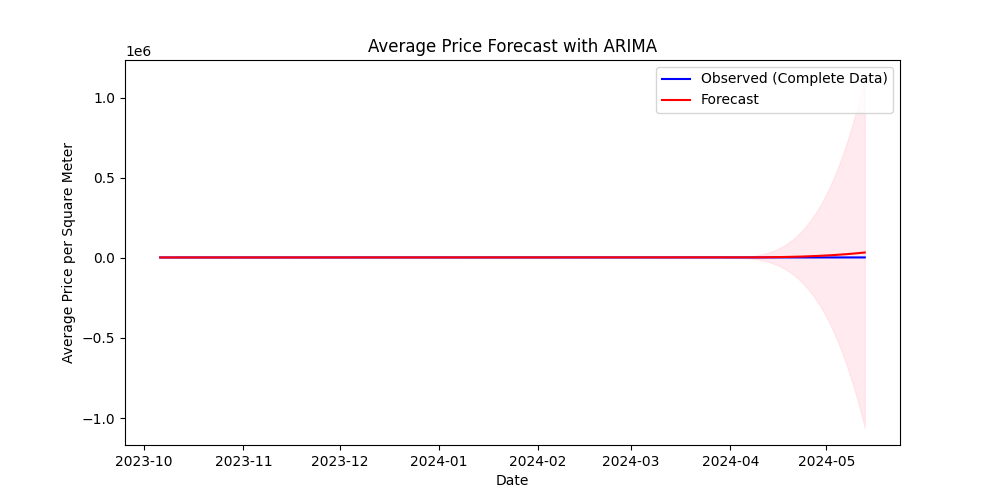 Average Price Forecast with ARIMA
1e6
Observed (Complete Data)
Forecast
1.0
0.5
0.0
−0.5
−1.0
Average Price per Square Meter
2023-10 2023-11 2023-12 2024-01 2024-02 2024-03 2024-04 2024-05
Date